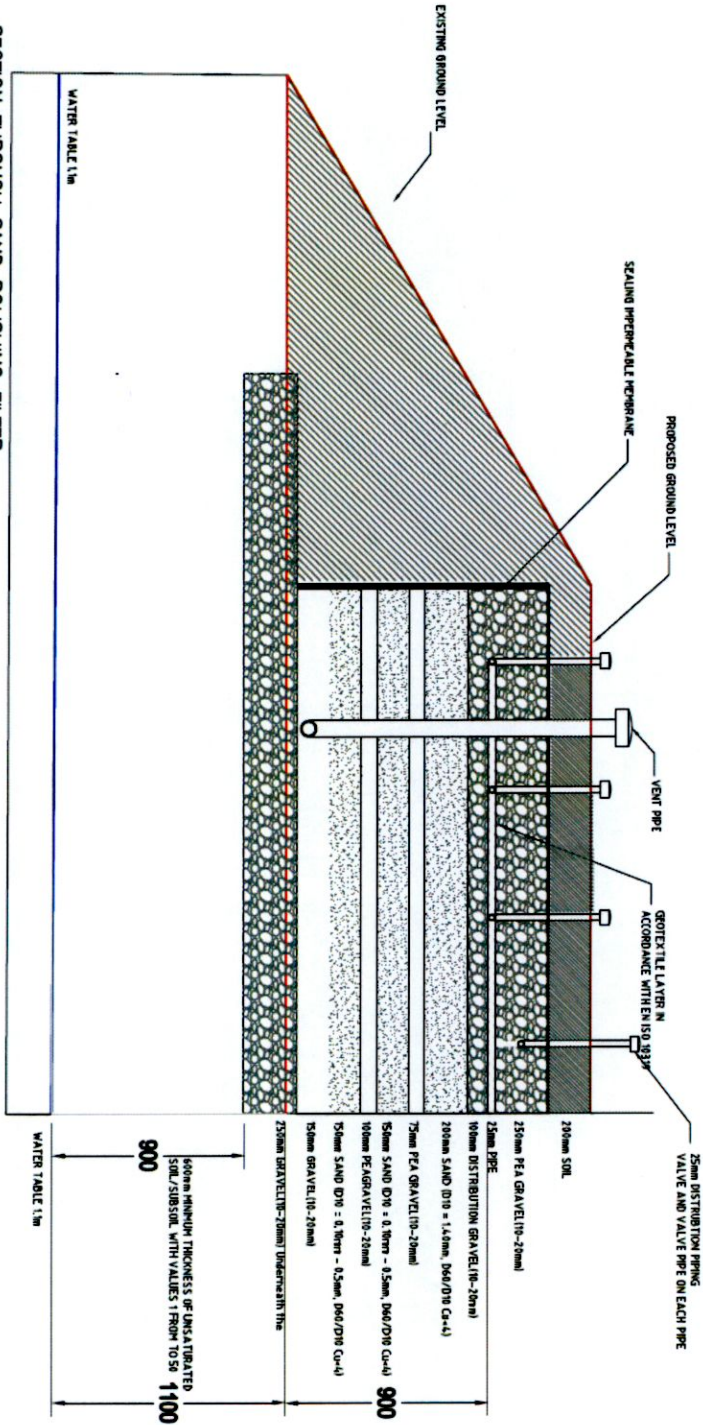 EXISTING GROUND LEVEL
SEALING IMPERMEABLE MEMBRANE
PROPOSED GROUND LEVEL
VENT PIPE
GEOTEXTILE LAYER IN
ACCORDANCE WITH EN ISO
25mm DISTRUBTION PIPING
VALVE AND VALVE PIPE ON EACH PIPE
200mm SOIL
250mm PEA GRAVEL(10-20mm)
25mm PIPE
100mm DISTRIBUTION GRAVEL(10-20mm)
200mm SAND (D10 = 1.40mm, D60/D10 Cu<4)
75mm PEA GRAVEL(10-20mm)
150mm SAND (D10 = 0.10mm - 0.5mm, D60/D10 Cu<4)
100mm PEAGRAVEL(10-20mm)
150mm SAND (D10 = 0.10mm - 0.5mm, D60/D10 Cu<4)
150mm GRAVEL(10-20mm)
250mm GRAVEL(10-20mm) Underneath the
900
600mm MINIMUM THICKNESS OF UNSATURATED
SOIL/SUBSOIL WITH VALUES 1 FROM TO 50
1100
900
WATER TABLE 1.1m
WATER TABLE 1.1m